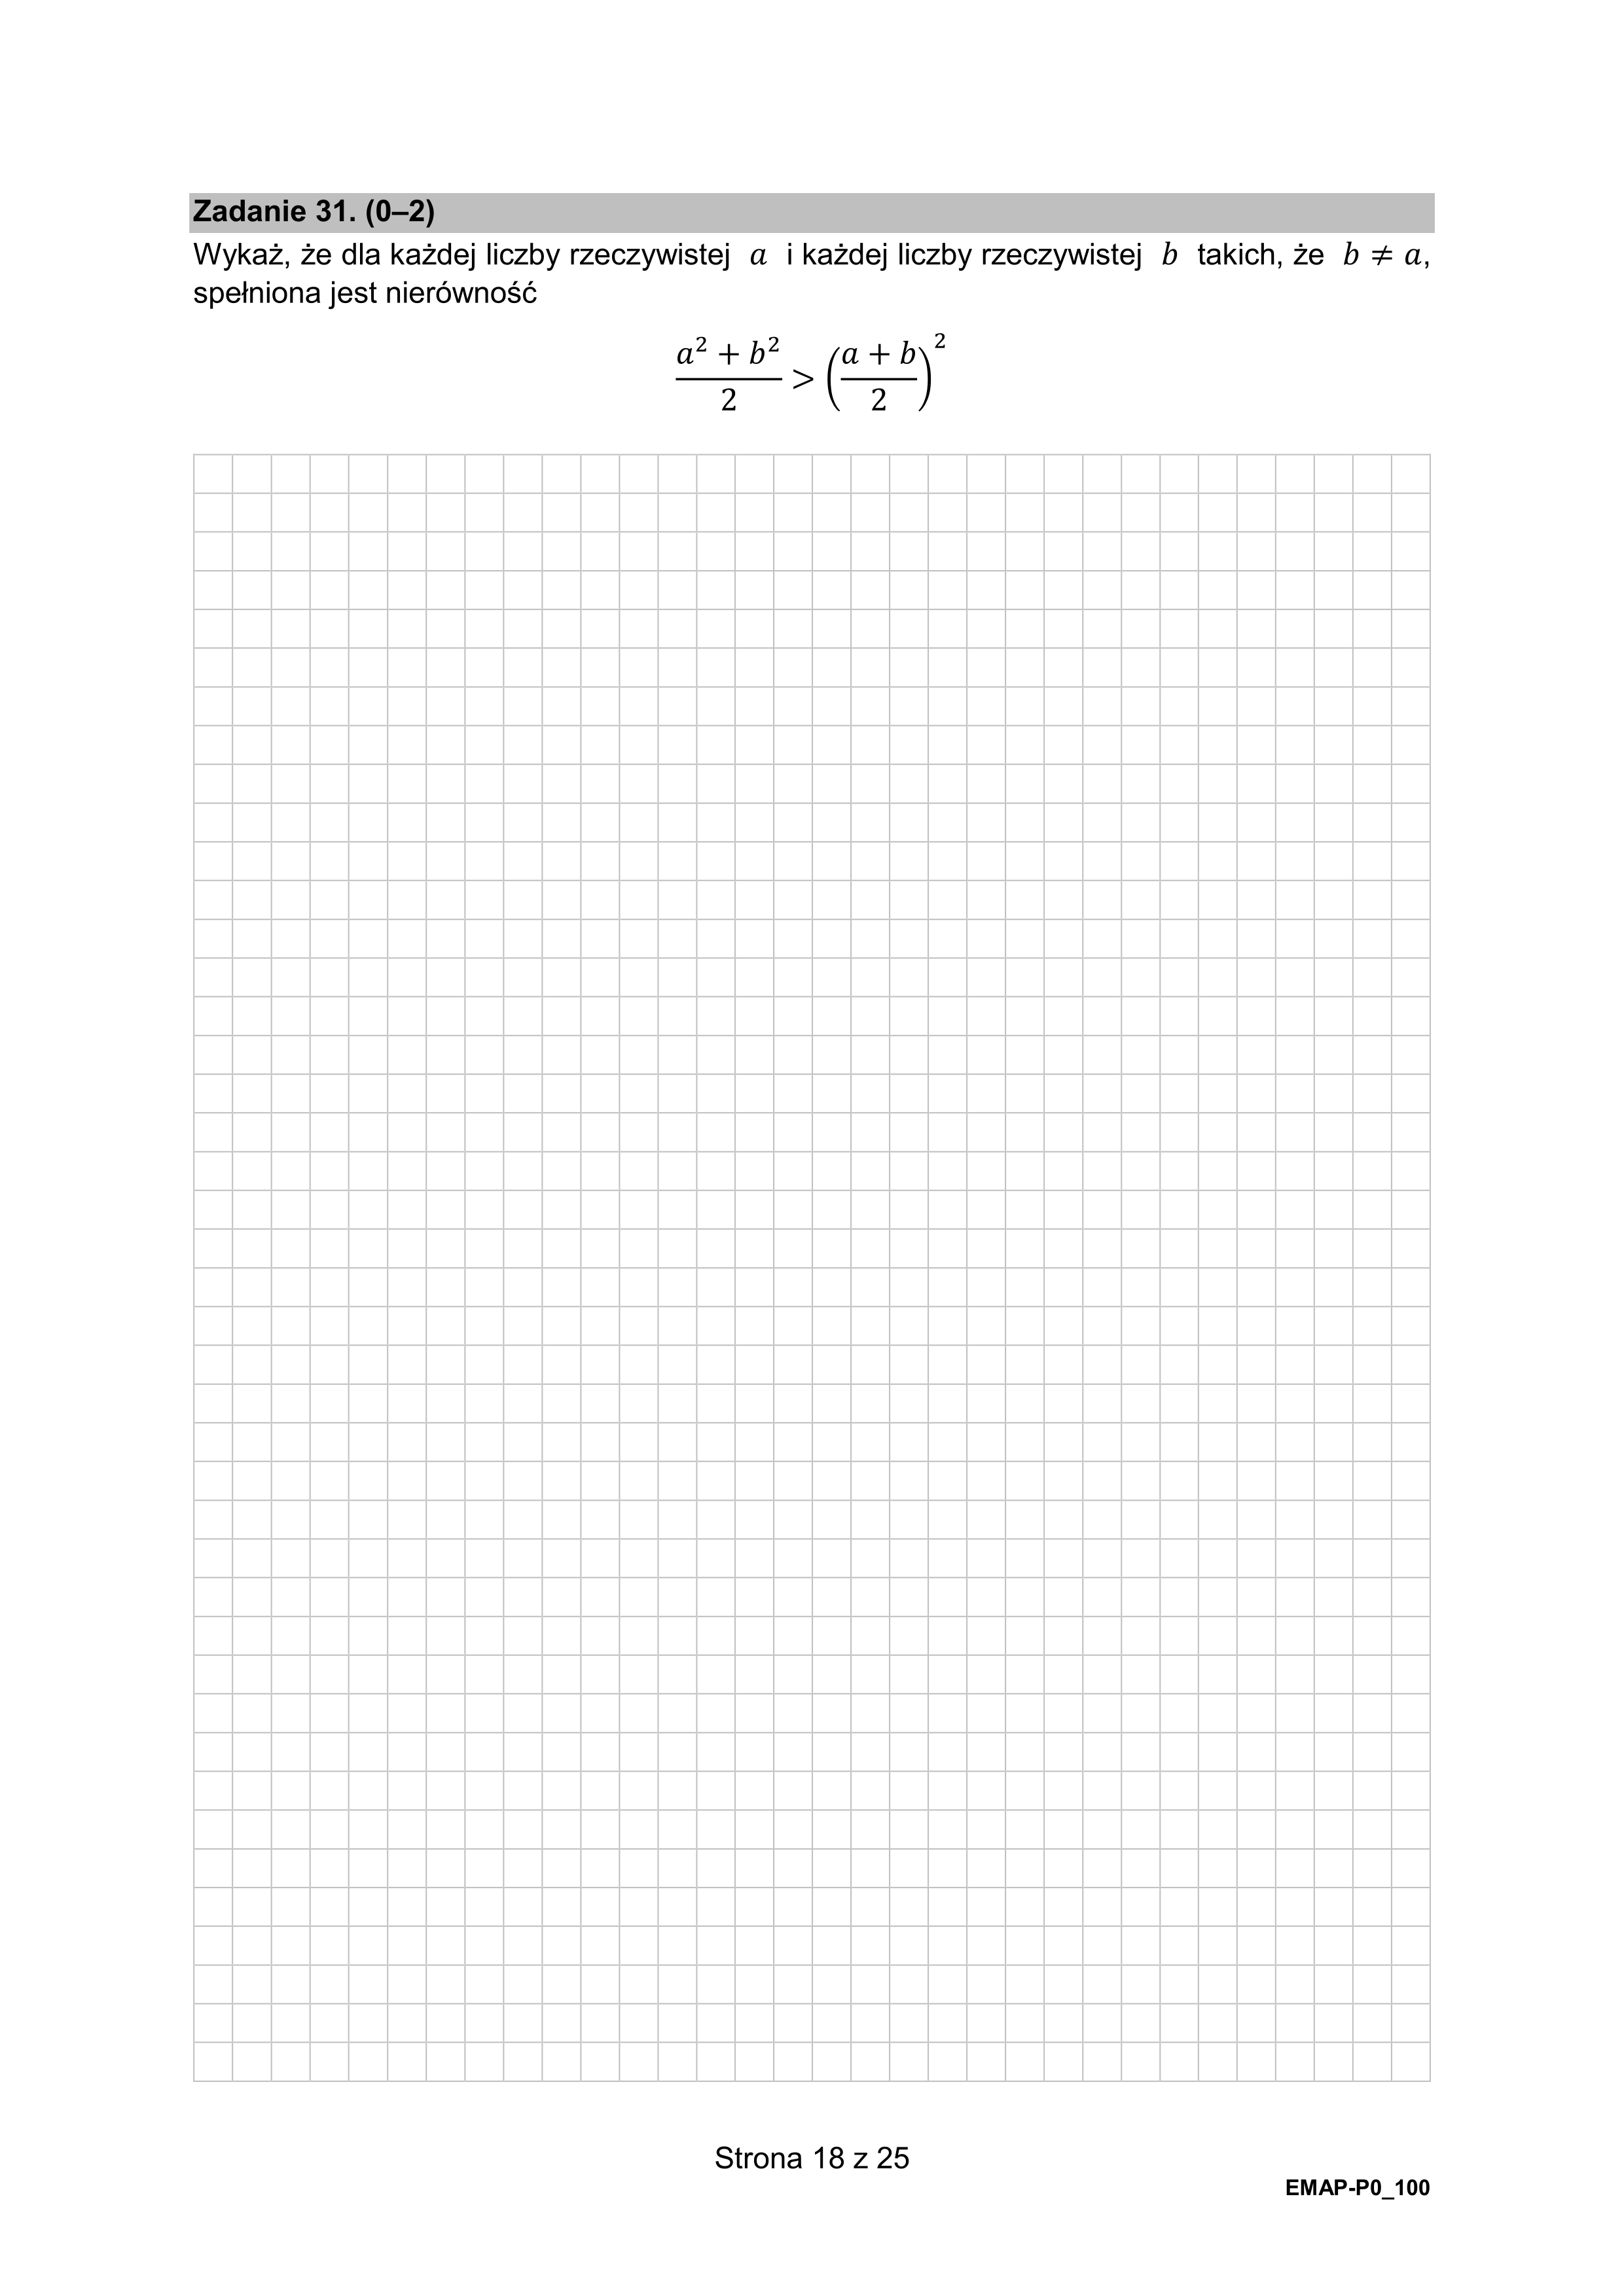 Zadanie 31. (0–2)
Wykaż, że dla każdej liczby rzeczywistej a i każdej liczby rzeczywistej b takich, że b ≠ a,
spełniona jest nierówność
\frac{a^2 + b^2}{2} > \left(\frac{a + b}{2}\right)^2
Strona 18 z 25
EMAP-P0_100